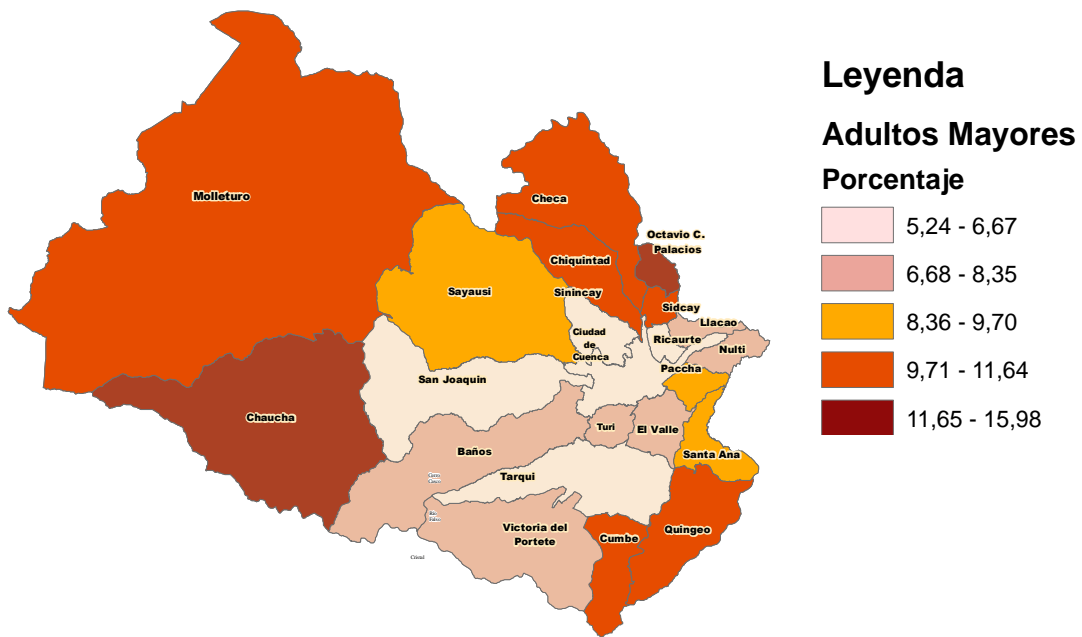 Leyenda
Adultos Mayores
Porcentaje
5,24 - 6,67
6,68 - 8,35
8,36 - 9,70
9,71 - 11,64
11,65 - 15,98
Molleturo
Checa
Octavio C.
Palacios
Chiquintad
Sayausi
Sinincay
Sidcay
Llacao
Ciudad
de
Cuenca
Ricaurte
Nulti
Paccha
San Joaquin
Chaucha
Turi
El Valle
Baños
Santa Ana
Tarqui
Victoria del
Portete
Cumbe
Quingeo
Cristal